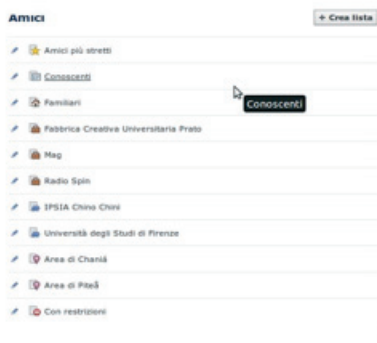 Amici
+ Crea lista
Amici più stretti
Conoscenti
Conoscenti
Familiari
Fabbrica Creativa Universitaria Prato
Mag
Radio Spin
IPSIA Chino Chini
Università degli Studi di Firenze
Area di Chaniá
Area di Piteå
Con restrizioni